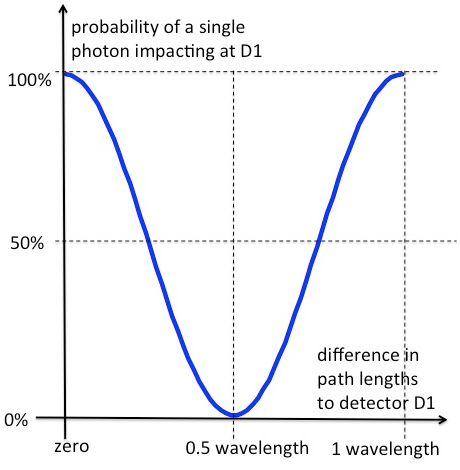 probability of a single
photon impacting at D1
100%
50%
difference in
path lengths
to detector D1
0%
zero
0.5 wavelength
1 wavelength